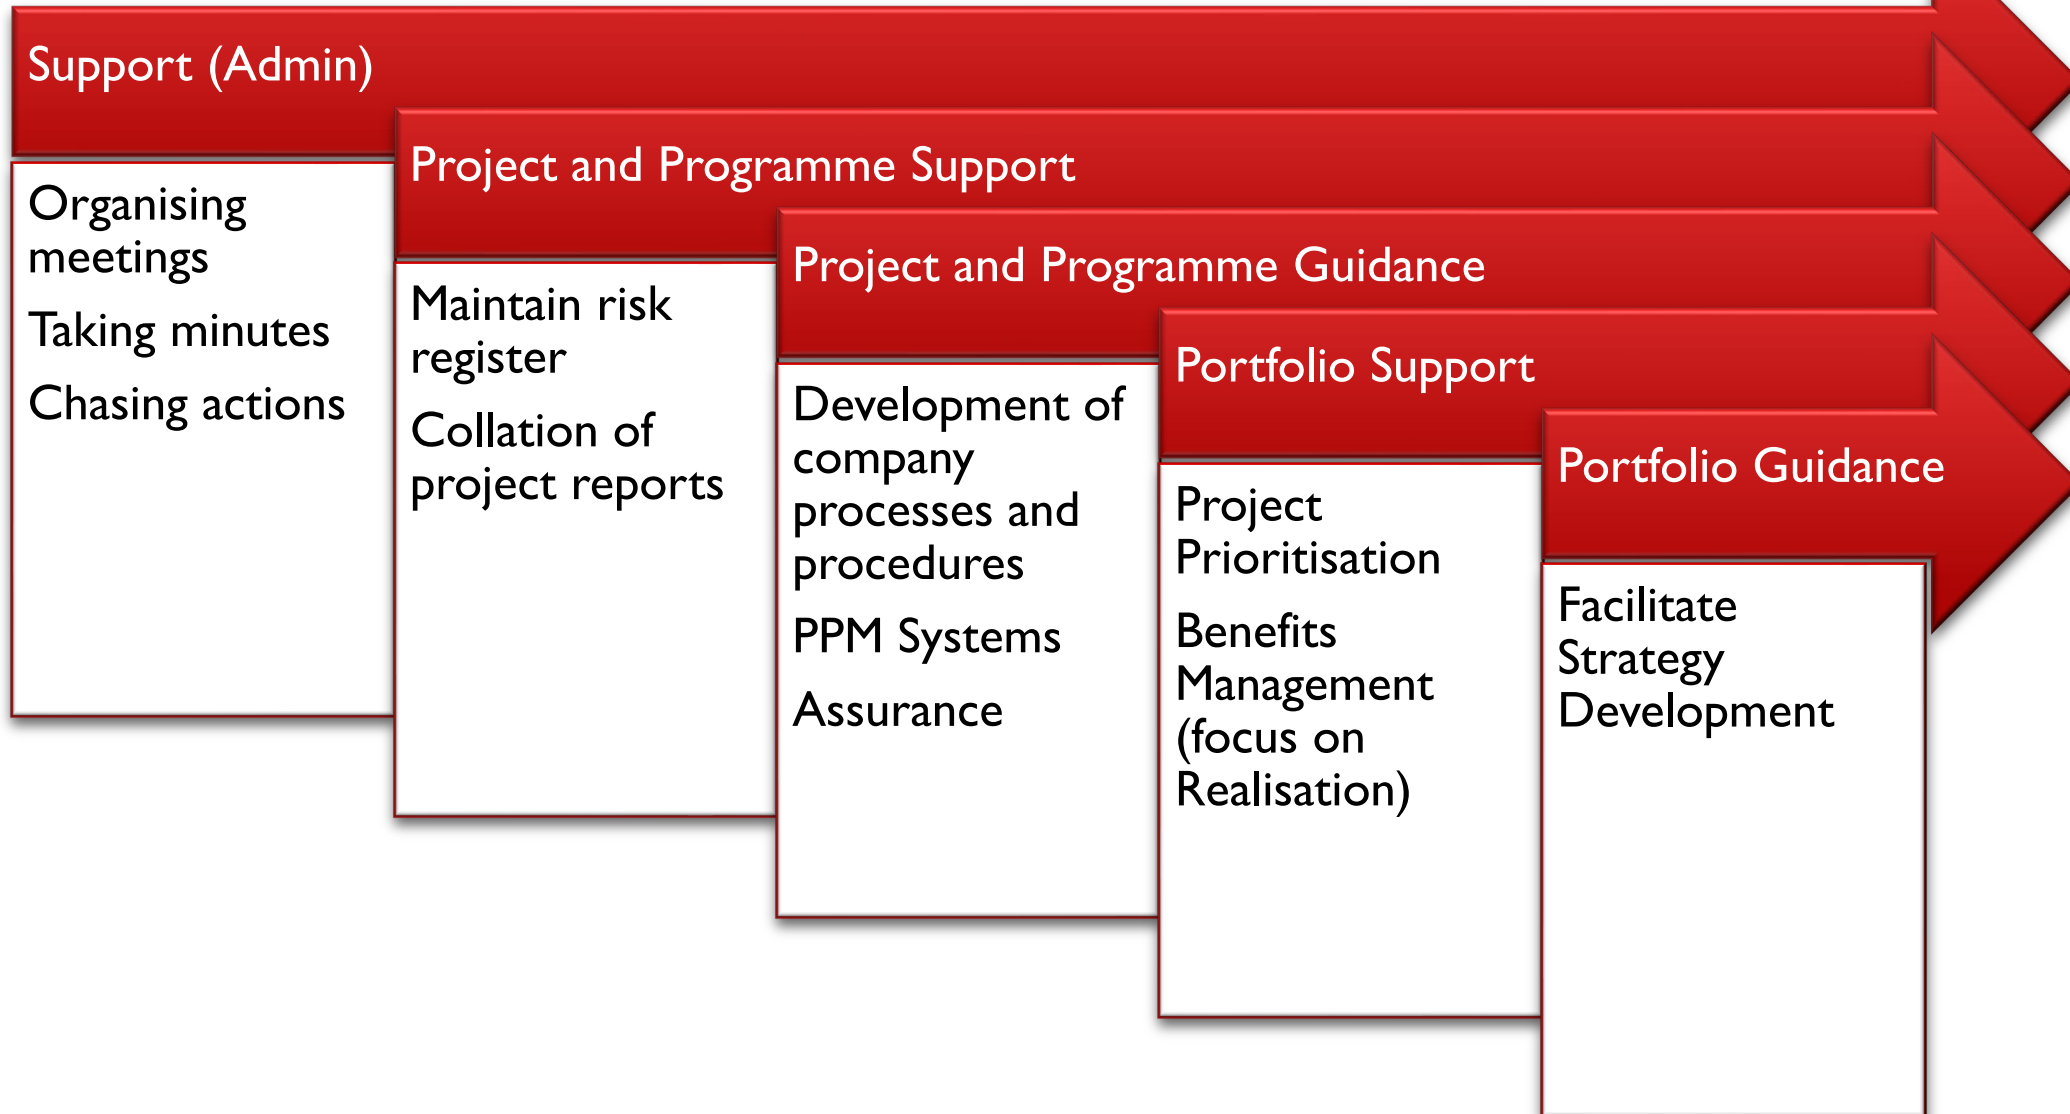 Support (Admin)
Organising
meetings
Taking minutes
Chasing actions
Project and Programme Support
Maintain risk
register
Collation of
project reports
Project and Programme Guidance
Development of
company
processes and
procedures
PPM Systems
Assurance
Portfolio Support
Project
Prioritisation
Benefits
Management
(focus on
Realisation)
Portfolio Guidance
Facilitate
Strategy
Development